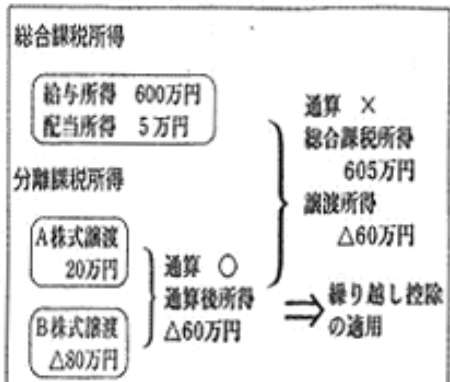 総合課税所得
給与所得 600万円
配当所得 5万円
分離課税所得
A株式譲渡
20万円
B株式譲渡
△80万円
通算 ○
通算後所得
△60万円
通算 ×
総合課税所得
605万円
譲渡所得
△60万円
⇒ 繰り越し控除
の適用